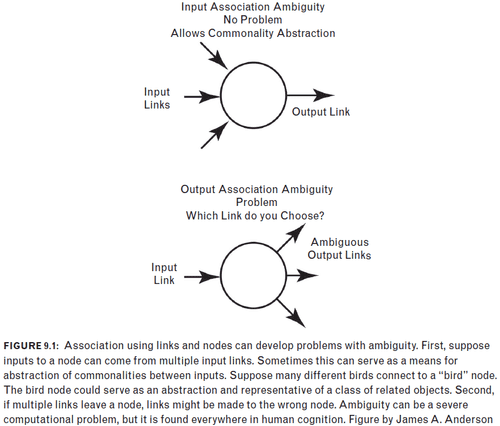 Input Association Ambiguity
No Problem
Allows Commonality Abstraction
Input
Links
Output Link
Output Association Ambiguity
Problem
Which Link do you Choose?
Ambiguous
Output Links
Input
Link
FIGURE 9.1: Association using links and nodes can develop problems with ambiguity. First, suppose
inputs to a node can come from multiple input links. Sometimes this can serve as a means for
abstraction of commonalities between inputs. Suppose many different birds connect to a “bird” node.
The bird node could serve as an abstraction and representative of a class of related objects. Second,
if multiple links leave a node, links might be made to the wrong node. Ambiguity can be a severe
computational problem, but it is found everywhere in human cognition. Figure by James A. Anderson